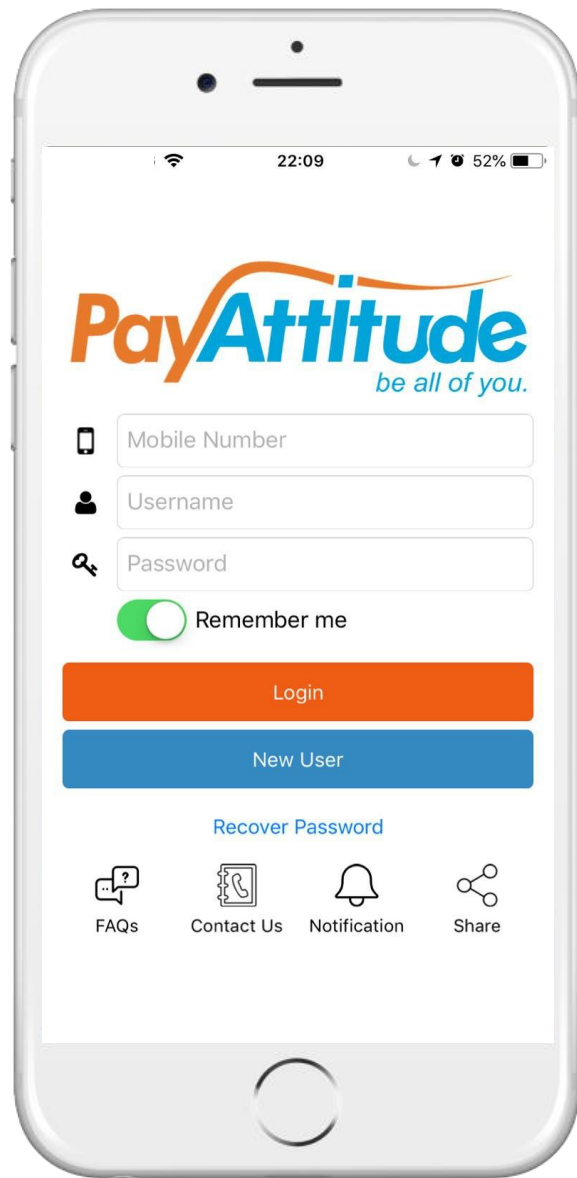 22:09 52%
PayAttitude
be all of you.
Mobile Number
Username
Password
Remember me
Login
New User
Recover Password
FAQs Contact Us Notification Share